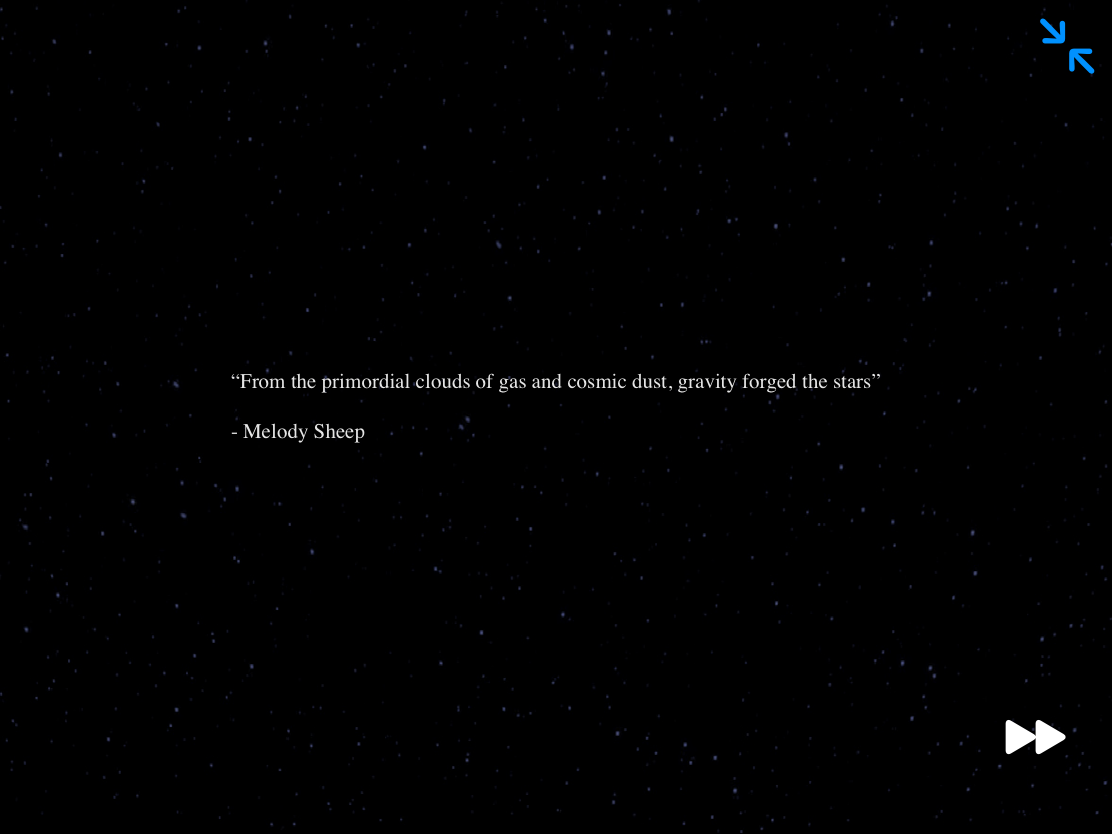 “From the primordial clouds of gas and cosmic dust, gravity forged the stars”
- Melody Sheep